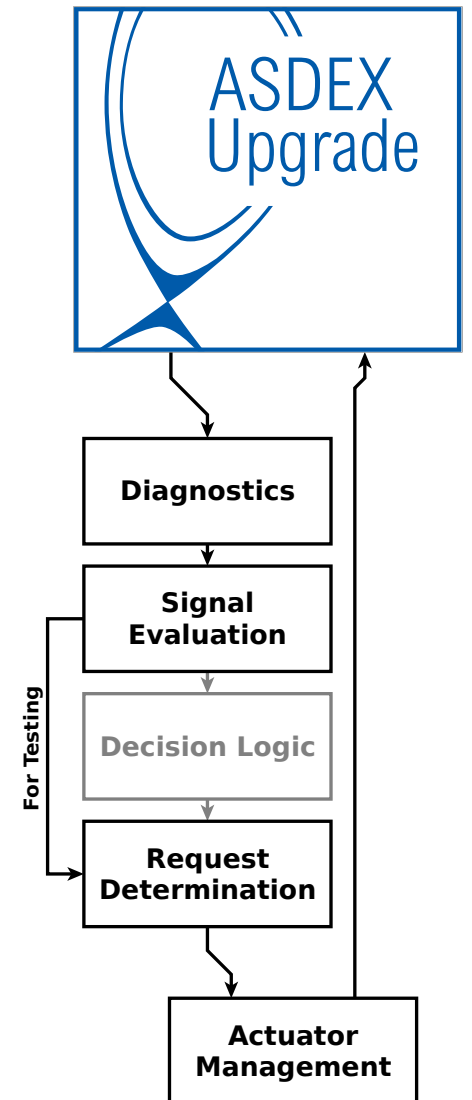 ASDEX
Upgrade
Diagnostics
Signal
Evaluation
For Testing
Decision Logic
Request
Determination
Actuator
Management